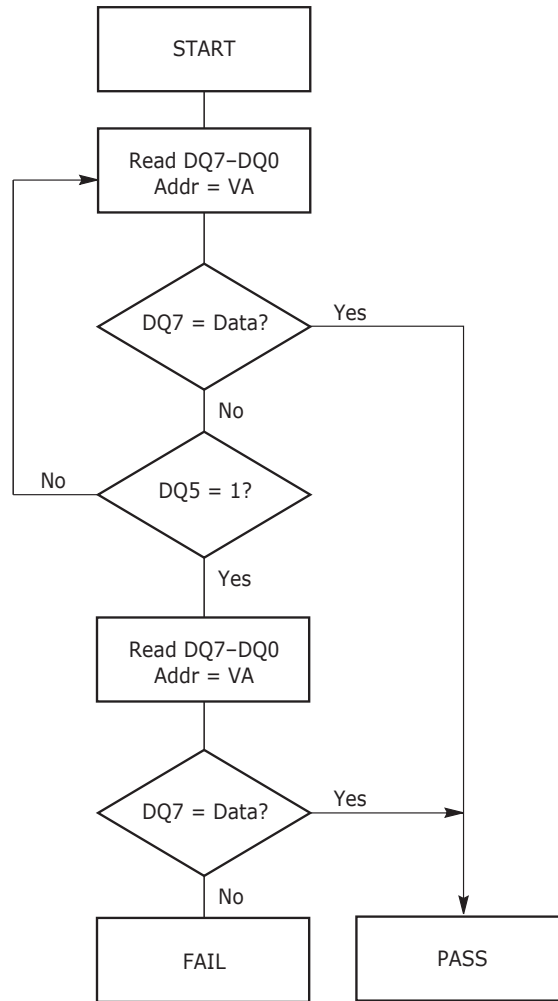 START
Read DQ7–DQ0
Addr = VA
DQ7 = Data?
Yes
No
No
DQ5 = 1?
Yes
Read DQ7–DQ0
Addr = VA
DQ7 = Data?
Yes
No
FAIL
PASS